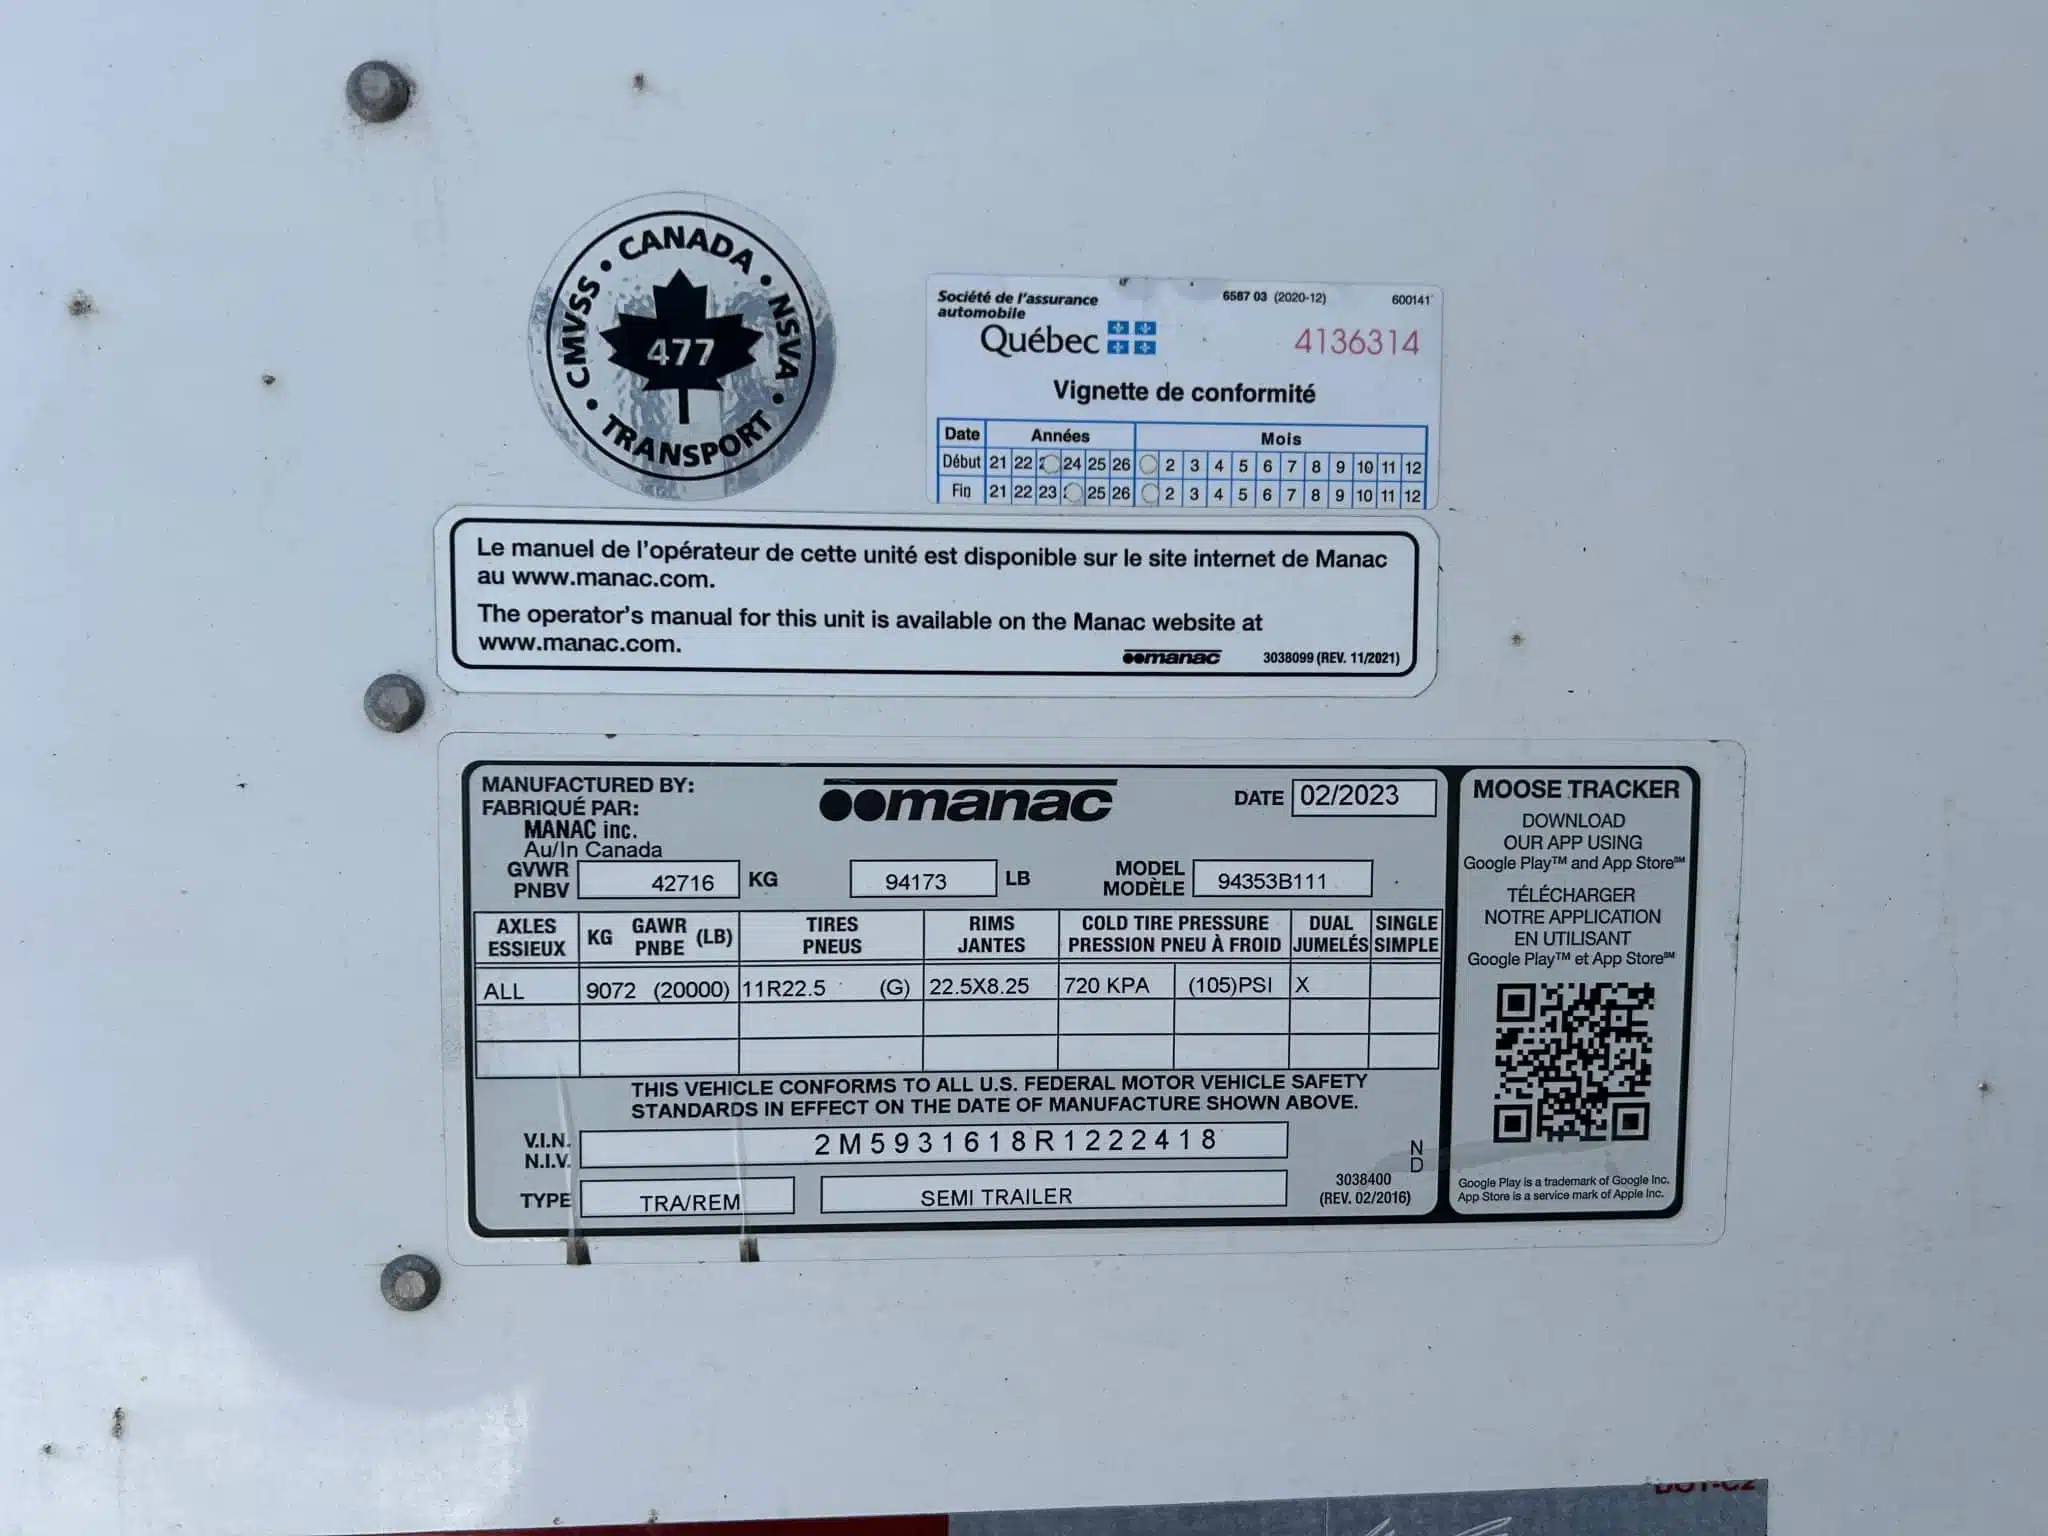 CANADA
CMVSS
NSVA
477
TRANSPORT
Société de l'assurance
automobile
Québec
6587 03 (2020-12)
600141
4136314
Vignette de conformité
Date Années Mois
Début 21 22 24 25 26 2 3 4 5 6 7 8 9 10 11 12
Fin 21 22 23 25 26 2 3 4 5 6 7 8 9 10 11 12
Le manuel de l'opérateur de cette unité est disponible sur le site internet de Manac
au www.manac.com.
The operator's manual for this unit is available on the Manac website at
www.manac.com.
manac 3038099 (REV. 11/2021)
MANUFACTURED BY:
FABRIQUÉ PAR:
MANAC inc.
Au/In Canada
manac
DATE 02/2023
GVWR
PNBV
42716 KG 94173 LB
MODEL
MODÈLE
94353B111
AXLES
ESSIEUX
KG GAWR
PNBE (LB)
TIRES
PNEUS
RIMS
JANTES
COLD TIRE PRESSURE
PRESSION PNEU À FROID
DUAL
JUMELÉS
SINGLE
SIMPLE
ALL 9072 (20000) 11R22.5 (G) 22.5X8.25 720 KPA (105)PSI X
THIS VEHICLE CONFORMS TO ALL U.S. FEDERAL MOTOR VEHICLE SAFETY
STANDARDS IN EFFECT ON THE DATE OF MANUFACTURE SHOWN ABOVE.
V.I.N.
N.I.V.
2M5931618R1222418
TYPE TRA/REM SEMI TRAILER
N
D
3038400
(REV. 02/2016)
MOOSE TRACKER
DOWNLOAD
OUR APP USING
Google Play™ and App Store℠
TÉLÉCHARGER
NOTRE APPLICATION
EN UTILISANT
Google Play™ et App Store℠
Google Play is a trademark of Google Inc.
App Store is a service mark of Apple Inc.
DOT-C2